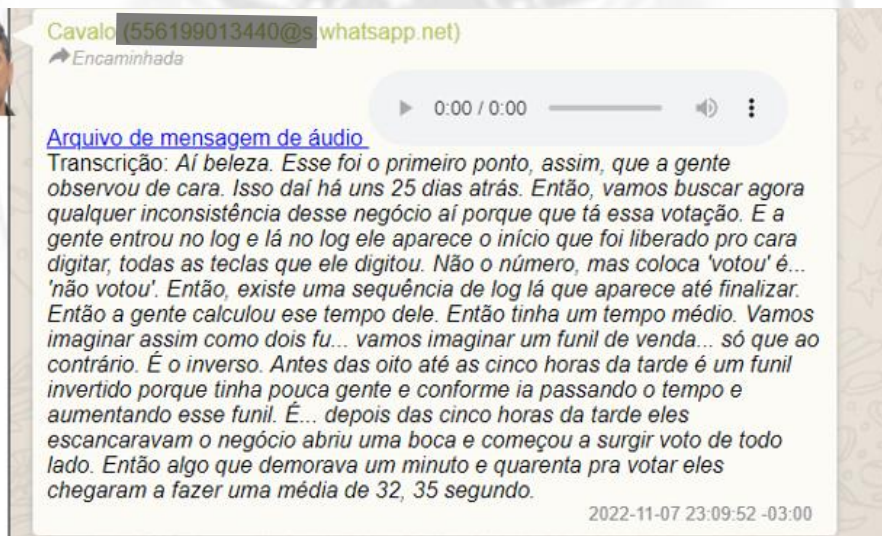 Cavalo (556199013440@s.whatsapp.net)
Encaminhada
0:00 / 0:00
Arquivo de mensagem de áudio
Transcrição: Aí beleza. Esse foi o primeiro ponto, assim, que a gente
observou de cara. Isso daí há uns 25 dias atrás. Então, vamos buscar agora
qualquer inconsistência desse negócio aí porque que tá essa votação. E a
gente entrou no log e lá no log ele aparece o início que foi liberado pro cara
digitar, todas as teclas que ele digitou. Não o número, mas coloca 'votou' é...
'não votou'. Então, existe uma sequência de log lá que aparece até finalizar.
Então a gente calculou ese tempo dele. Então tinha um tempo médio. Vamos
imaginar assim como dois fu... vamos imaginar um funil de venda... só que ao
contrário. É o inverso. Antes das oito até as cinco horas da tarde é um funil
invertido porque tinha pouca gente e conforme ia passando o tempo e
aumentando esse funil. É... depois das cinco horas da tarde eles
escancaravam o negócio abriu uma boca e começou a surgir voto de todo
lado. Então algo que demorava um minuto e quarenta pra votar eles
chegaram a fazer uma média de 32, 35 segundo.
2022-11-07 23:09:52 -03:00